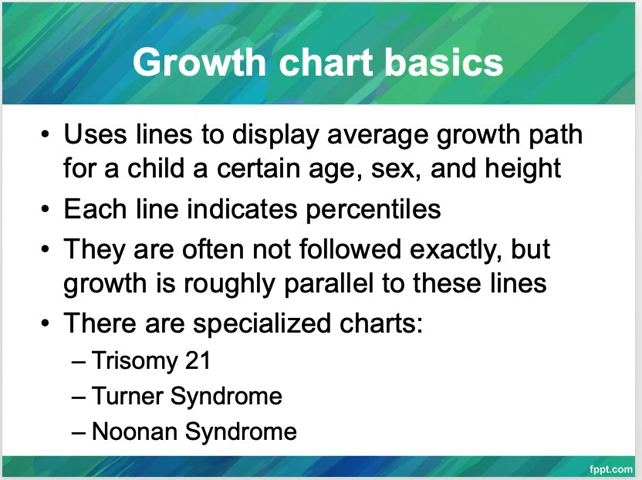 Growth chart basics
• Uses lines to display average growth path
for a child a certain age, sex, and height
• Each line indicates percentiles
• They are often not followed exactly, but
growth is roughly parallel to these lines
• There are specialized charts:
– Trisomy 21
– Turner Syndrome
– Noonan Syndrome
fppt.com